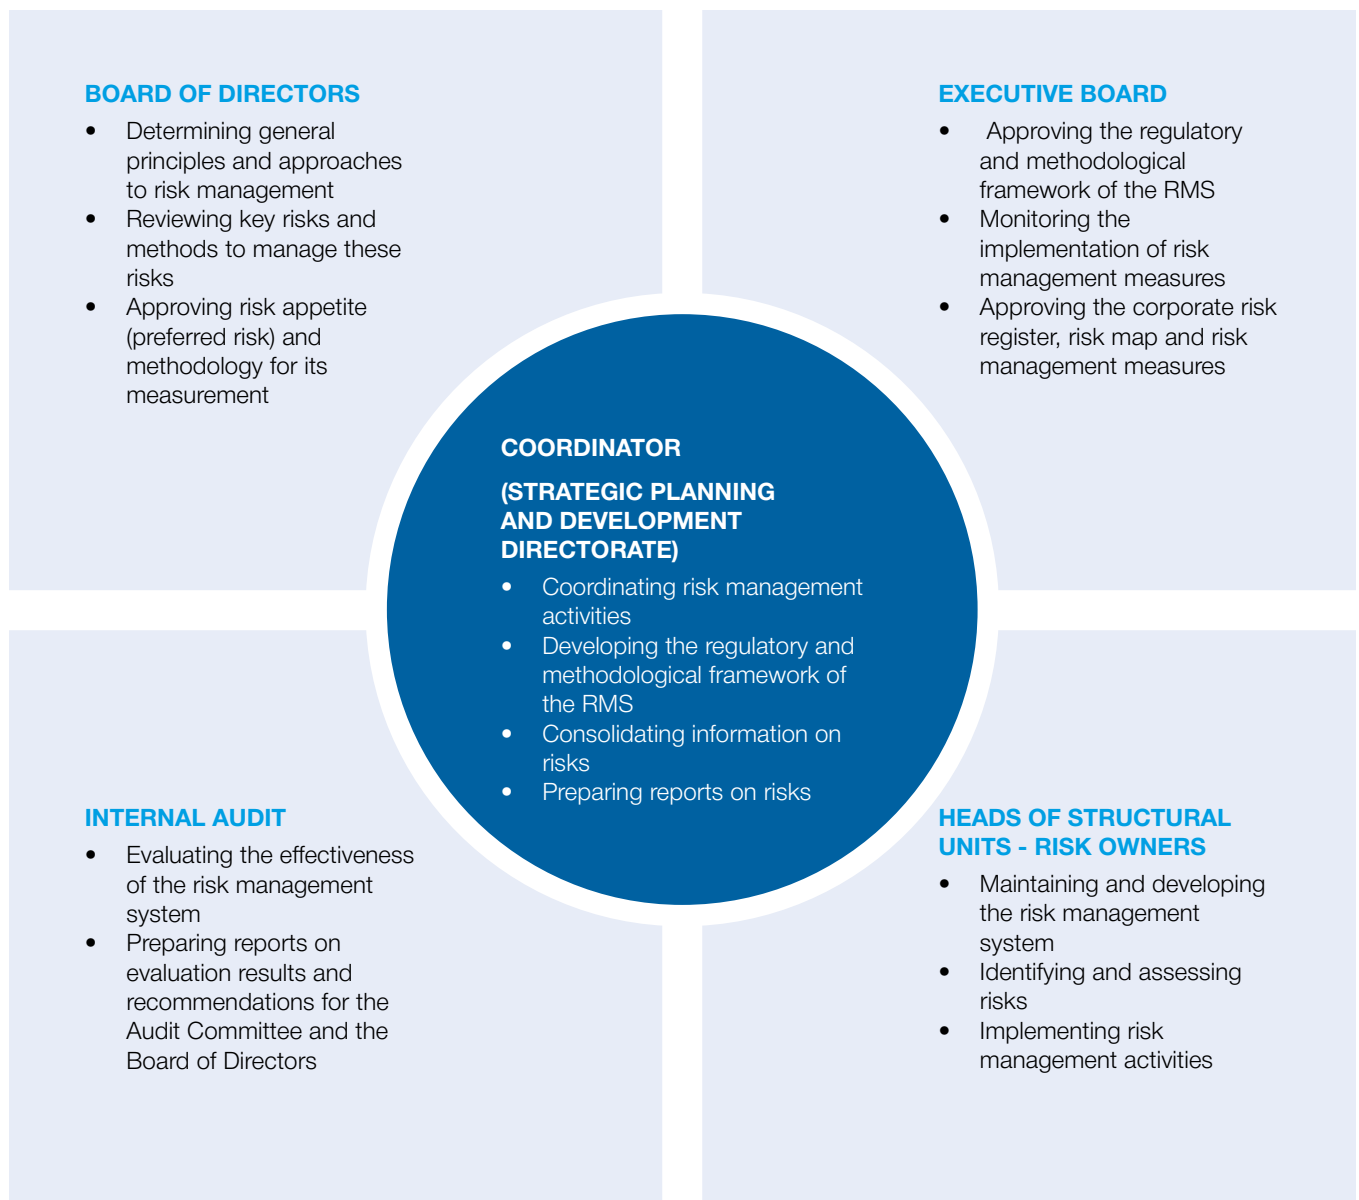 BOARD OF DIRECTORS
• Determining general
principles and approaches
to risk management
• Reviewing key risks and
methods to manage these
risks
• Approving risk appetite
(preferred risk) and
methodology for its
measurement
EXECUTIVE BOARD
• Approving the regulatory
and methodological
framework of the RMS
• Monitoring the
implementation of risk
management measures
• Approving the corporate risk
register, risk map and risk
management measures
COORDINATOR
(STRATEGIC PLANNING
AND DEVELOPMENT
DIRECTORATE)
• Coordinating risk management
activities
• Developing the regulatory and
methodological framework of
the RMS
• Consolidating information on
risks
• Preparing reports on risks
INTERNAL AUDIT
• Evaluating the effectiveness
of the risk management
system
• Preparing reports on
evaluation results and
recommendations for the
Audit Committee and the
Board of Directors
HEADS OF STRUCTURAL
UNITS - RISK OWNERS
• Maintaining and developing
the risk management
system
• Identifying and assessing
risks
• Implementing risk
management activities